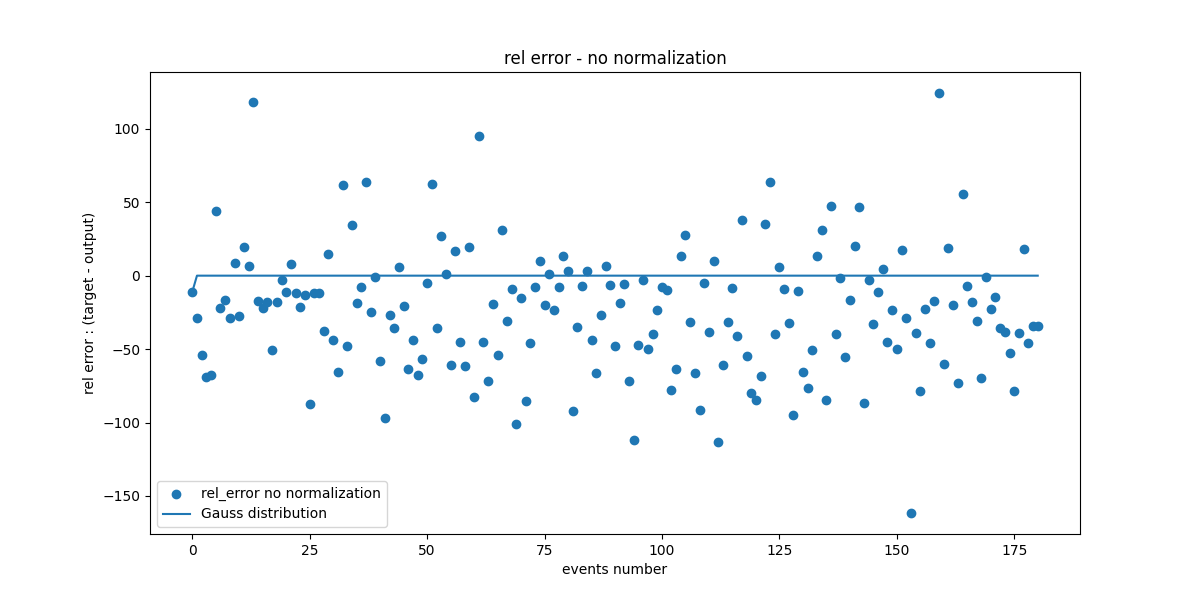 rel error - no normalization
rel error : (target - output)
100
50
0
−50
−100
−150
rel_error no normalization
Gauss distribution
0 25 50 75 100 125 150 175
events number